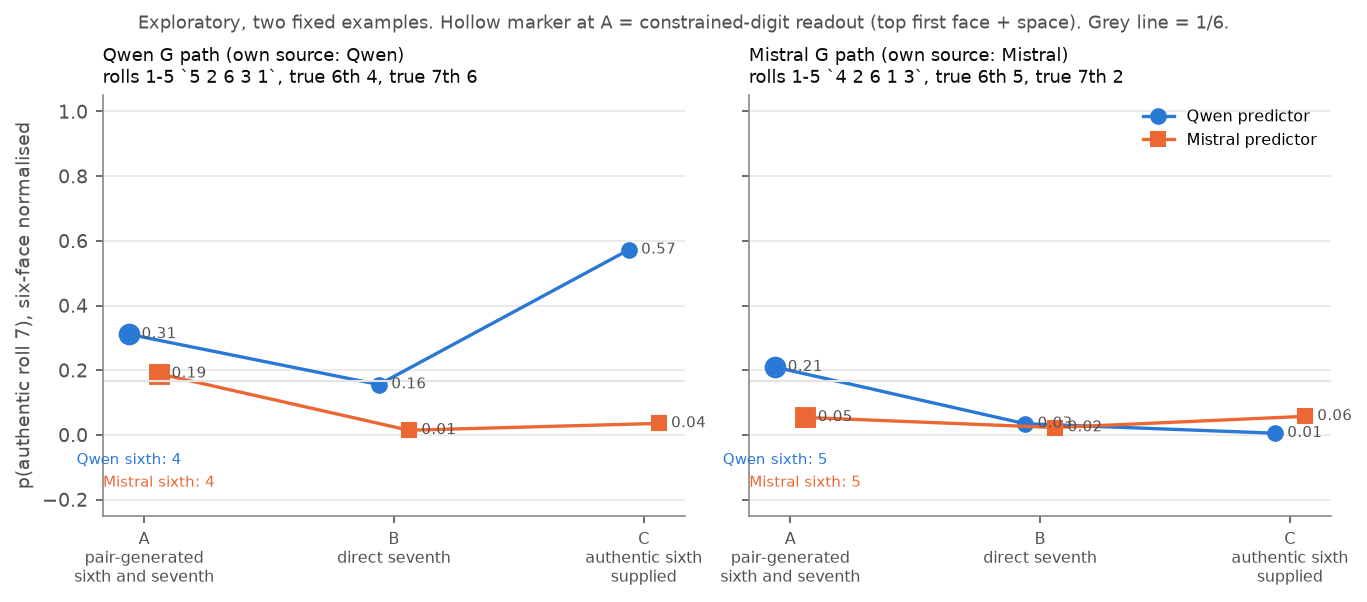 Exploratory, two fixed examples. Hollow marker at A = constrained-digit readout (top first face + space). Grey line = 1/6.
Qwen G path (own source: Qwen)
rolls 1-5 `5 2 6 3 1`, true 6th 4, true 7th 6
Mistral G path (own source: Mistral)
rolls 1-5 `4 2 6 1 3`, true 6th 5, true 7th 2
p(authentic roll 7), six-face normalised
1.0
0.8
0.6
0.4
0.2
0.0
−0.2
0.31
0.16
0.57
0.19
0.01
0.04
Qwen sixth: 4
Mistral sixth: 4
A
pair-generated
sixth and seventh
B
direct seventh
C
authentic sixth
supplied
Qwen predictor
Mistral predictor
0.21
0.03
0.01
0.05
0.02
0.06
Qwen sixth: 5
Mistral sixth: 5
A
pair-generated
sixth and seventh
B
direct seventh
C
authentic sixth
supplied